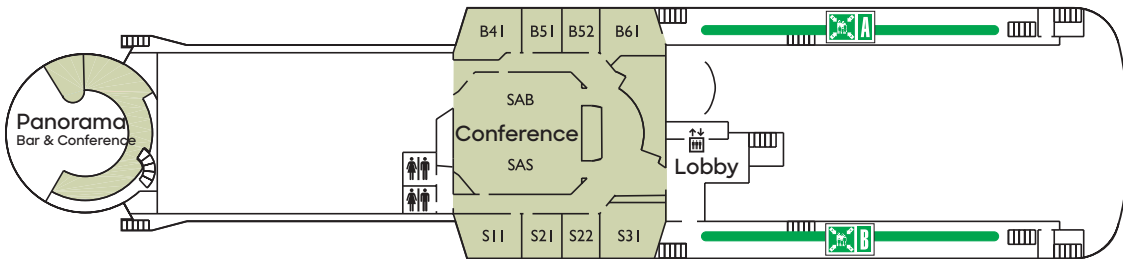 B41 B51 B52 B61
A
SAB
Panorama
Bar & Conference
Conference
SAS
Lobby
S11 S21 S22 S31
B